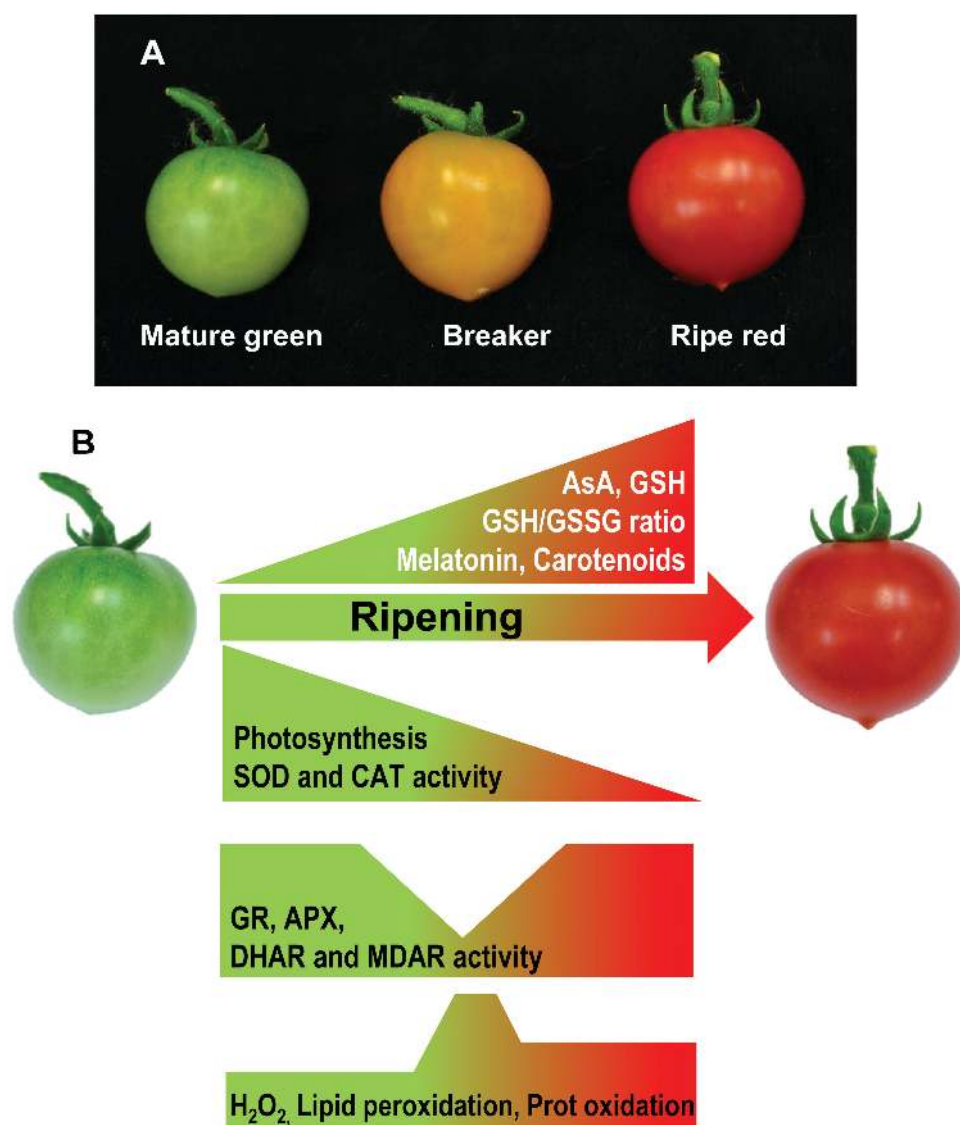 A
Mature green
Breaker
Ripe red
B
AsA, GSH
GSH/GSSG ratio
Melatonin, Carotenoids
Ripening
Photosynthesis
SOD and CAT activity
GR, APX,
DHAR and MDAR activity
H₂O₂, Lipid peroxidation, Prot oxidation